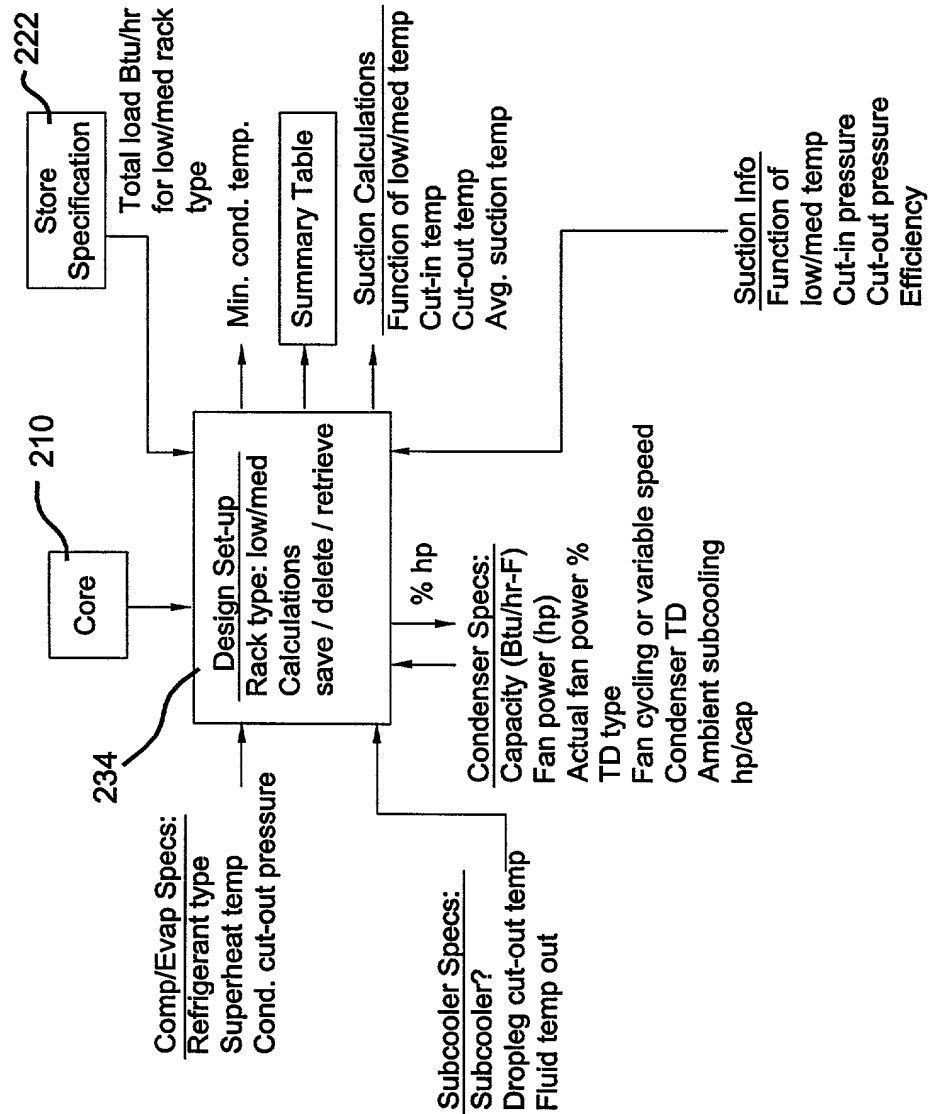 222
Store
Specification
Total load Btu/hr
for low/med rack
type
210
Core
234
Design Set-up
Rack type: low/med
Calculations
save / delete / retrieve
Min. cond. temp.
Summary Table
Suction Calculations
Function of low/med temp
Cut-in temp
Cut-out temp
Avg. suction temp
Comp/Evap Specs:
Refrigerant type
Superheat temp
Cond. cut-out pressure
% hp
Subcooler Specs:
Subcooler?
Dropleg cut-out temp
Fluid temp out
Condenser Specs:
Capacity (Btu/hr-F)
Fan power (hp)
Actual fan power %
TD type
Fan cycling or variable speed
Condenser TD
Ambient subcooling
hp/cap
Suction Info
Function of
low/med temp
Cut-in pressure
Cut-out pressure
Efficiency